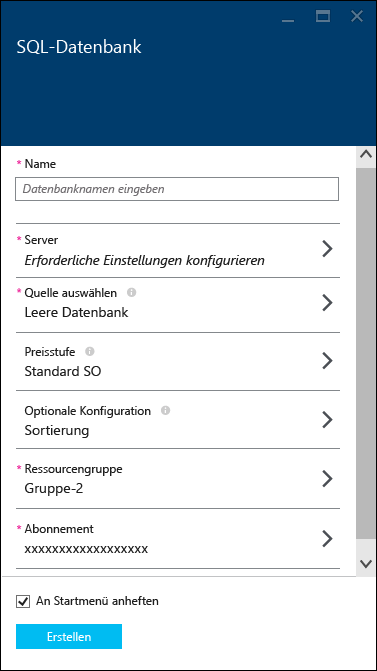 SQL-Datenbank
* Name
Datenbanknamen eingeben
* Server
Erforderliche Einstellungen konfigurieren
* Quelle auswählen
Leere Datenbank
Preisstufe
Standard SO
Optionale Konfiguration
Sortierung
* Ressourcengruppe
Gruppe-2
* Abonnement
xxxxxxxxxxxxxxxxxx
An Startmenü anheften
Erstellen